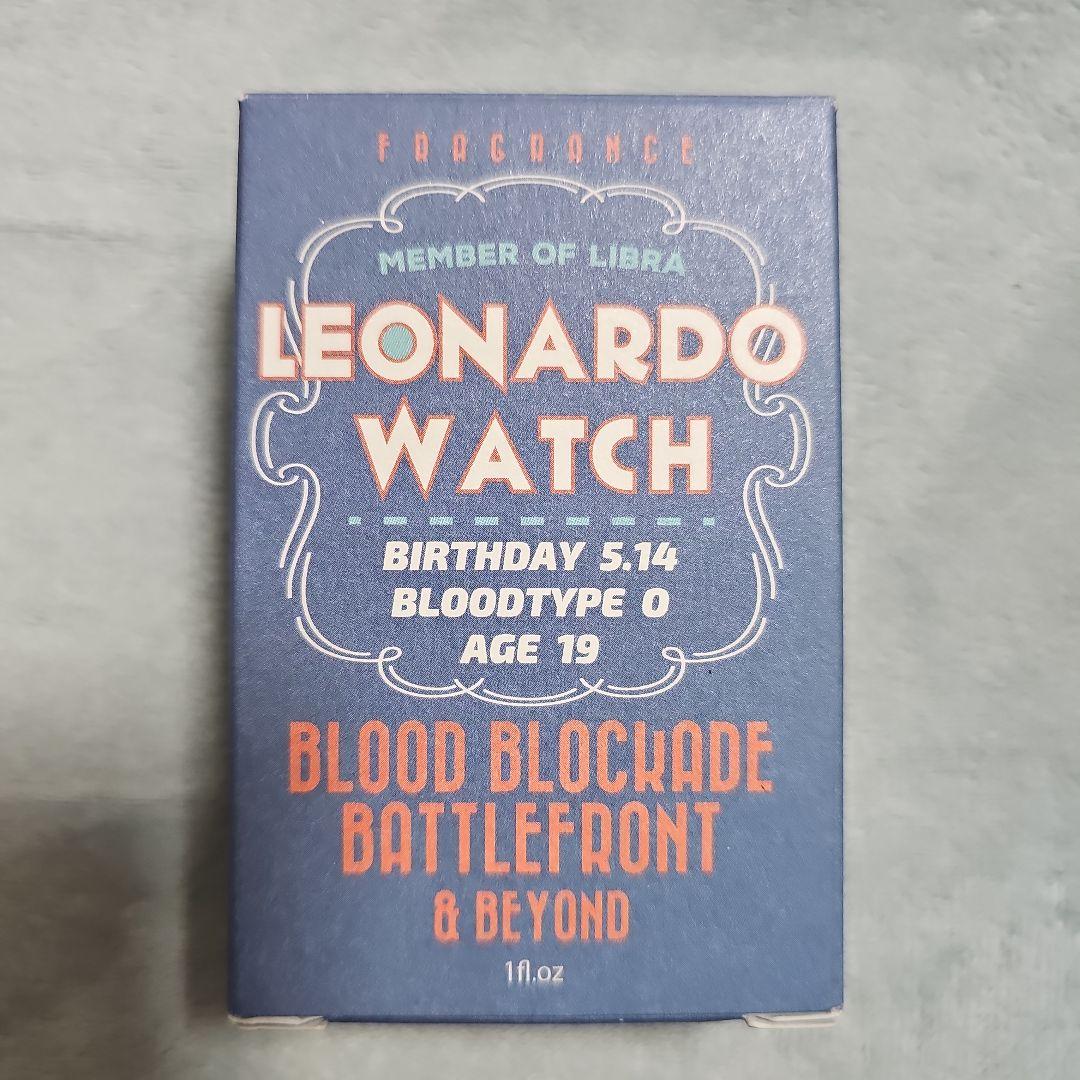 FRAGRANCE
MEMBER OF LIBRA
LEONARDO
WATCH
BIRTHDAY 5.14
BLOODTYPE O
AGE 19
BLOOD BLOCKADE
BATTLEFRONT
& BEYOND
1fl.oz